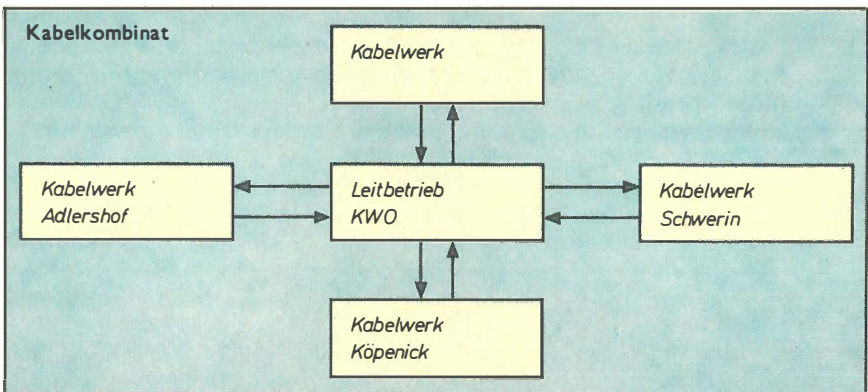 Kabelkombinat
Kabelwerk
Kabelwerk
Adlershof
Leitbetrieb
KWO
Kabelwerk
Schwerin
Kabelwerk
Köpenick